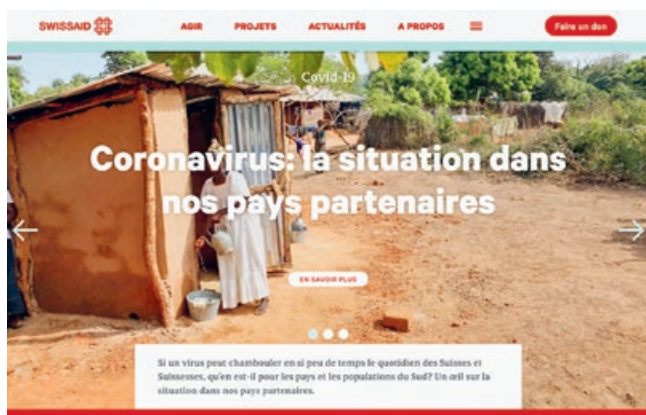 SWISSAID
AGIR PROJETS ACTUALITÉS A PROPOS
Faire un don
Covid-19
Coronavirus: la situation dans
nos pays partenaires
EN SAVOIR PLUS
Si un virus peut chambouler en si peu de temps le quotidien des Suisses et
Suissesses, qu'en est-il pour les pays et les populations du Sud? Un œil sur la
situation dans nos pays partenaires.